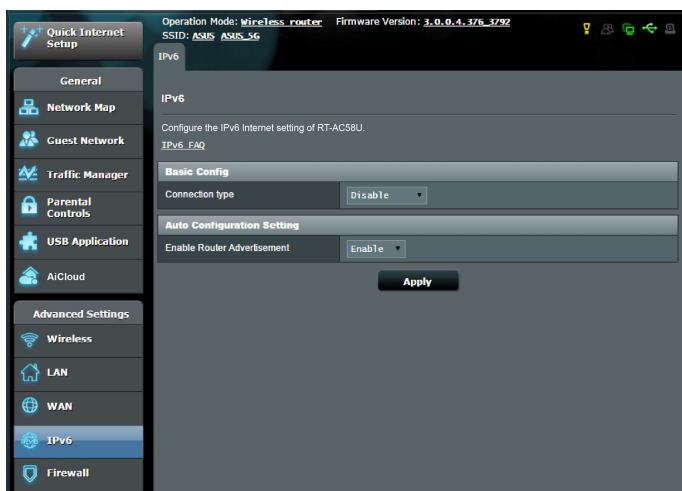 Quick Internet
Setup
Operation Mode: Wireless router Firmware Version: 3.0.0.4.376_3792
SSID: ASUS ASUS_5G
IPv6
General
Network Map
Guest Network
Traffic Manager
Parental
Controls
USB Application
AiCloud
Advanced Settings
Wireless
LAN
WAN
IPv6
Firewall
IPv6
Configure the IPv6 Internet setting of RT-AC58U.
IPv6 FAQ
Basic Config
Connection type Disable
Auto Configuration Setting
Enable Router Advertisement Enable
Apply